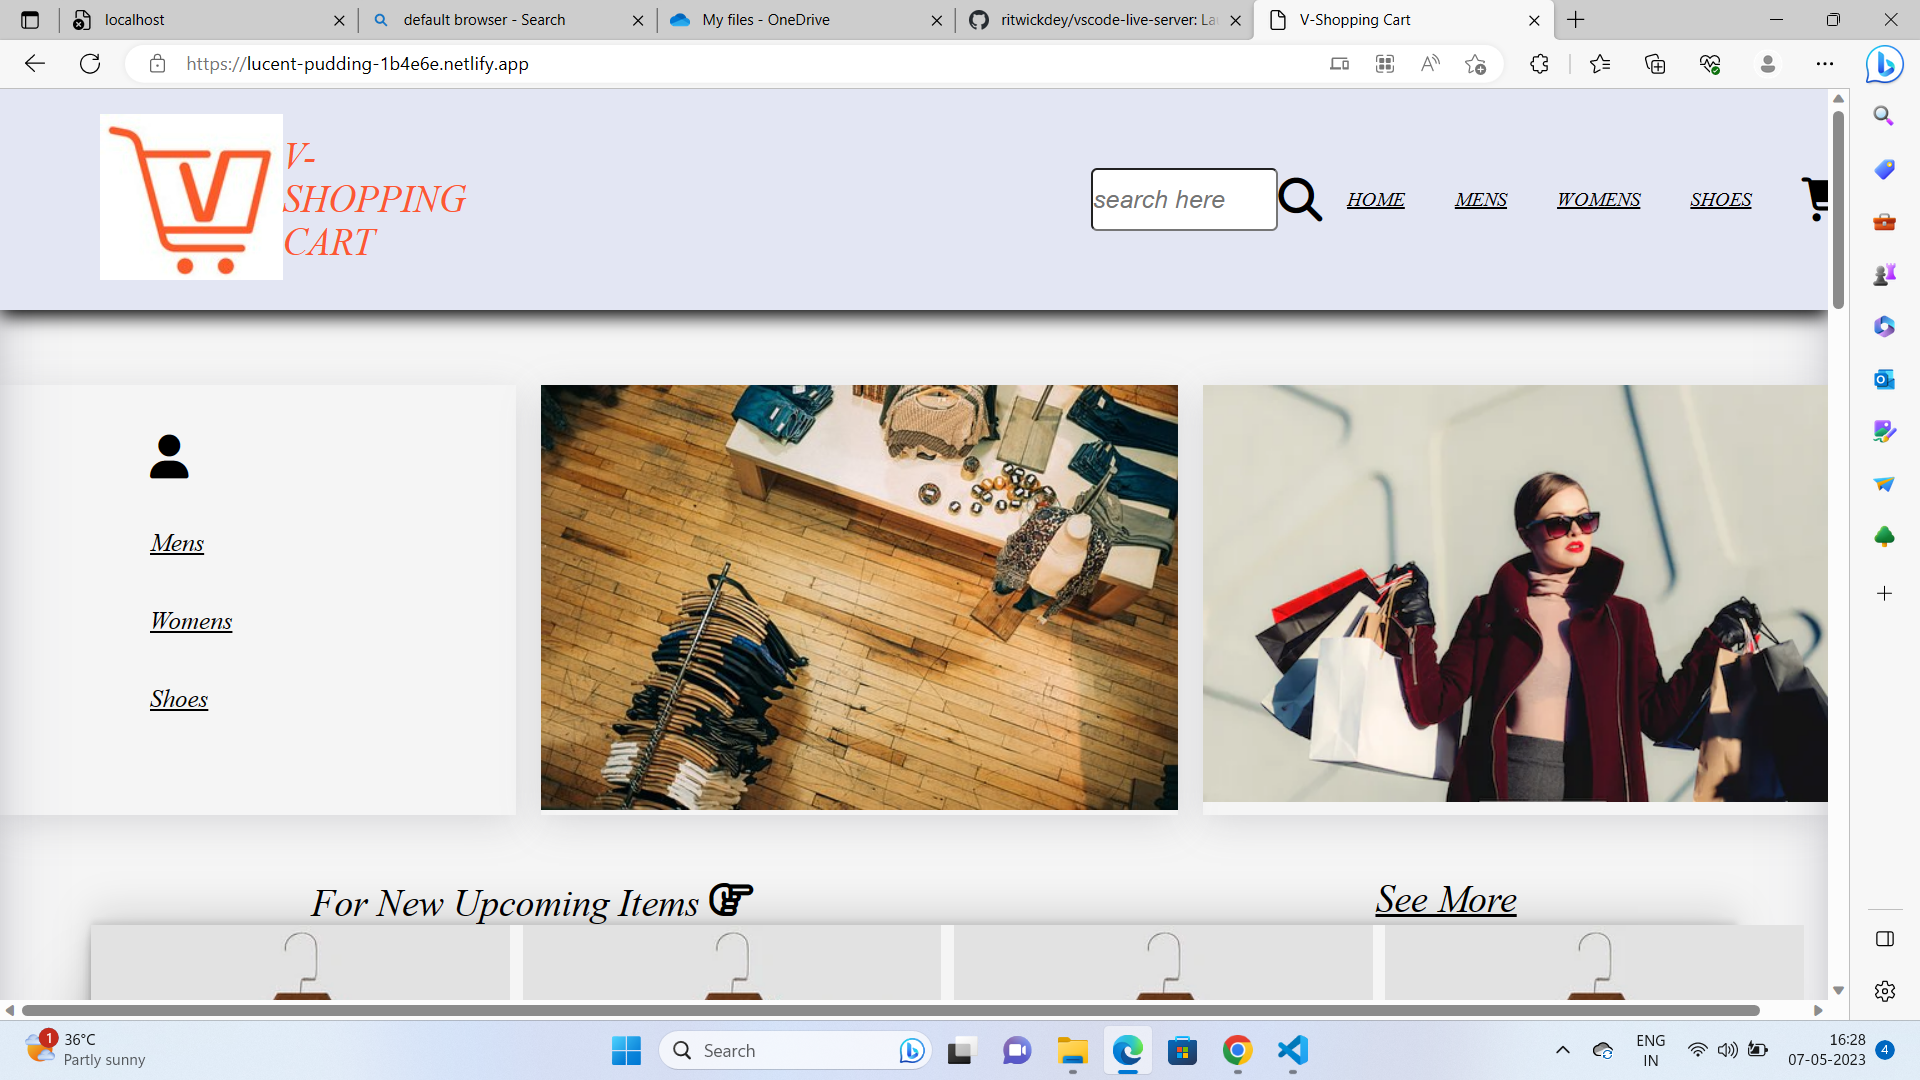 localhost
default browser - Search
My files - OneDrive
ritwickdey/vscode-live-server: La
V-Shopping Cart
https://lucent-pudding-1b4e6e.netlify.app
V-
SHOPPING
CART
search here
HOME
MENS
WOMENS
SHOES
Mens
Womens
Shoes
For New Upcoming Items
See More
1
36°C
Partly sunny
Search
ENG
IN
16:28
07-05-2023
4